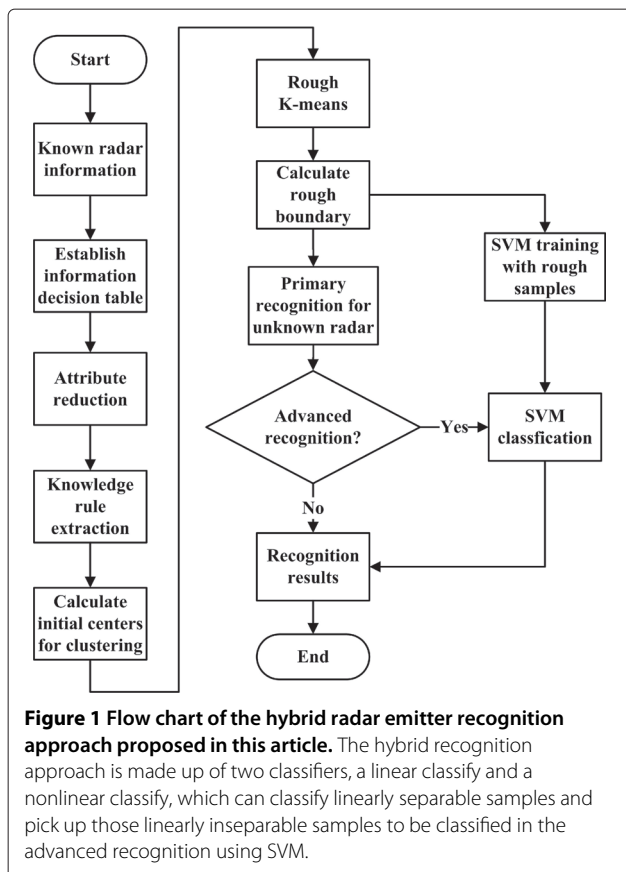 Start
Known radar
information
Establish
information
decision table
Attribute
reduction
Knowledge
rule
extraction
Calculate
initial centers
for clustering
Rough
K-means
Calculate
rough
boundary
Primary
recognition for
unknown radar
Advanced
recognition?
Yes
No
SVM training
with rough
samples
SVM
classfication
Recognition
results
End
Figure 1 Flow chart of the hybrid radar emitter recognition
approach proposed in this article. The hybrid recognition
approach is made up of two classifiers, a linear classify and a
nonlinear classify, which can classify linearly separable samples and
pick up those linearly inseparable samples to be classified in the
advanced recognition using SVM.